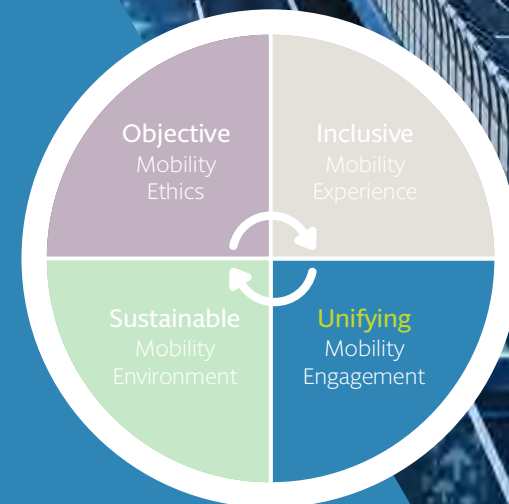 Objective
Mobility
Ethics
Inclusive
Mobility
Experience
Sustainable
Mobility
Environment
Unifying
Mobility
Engagement